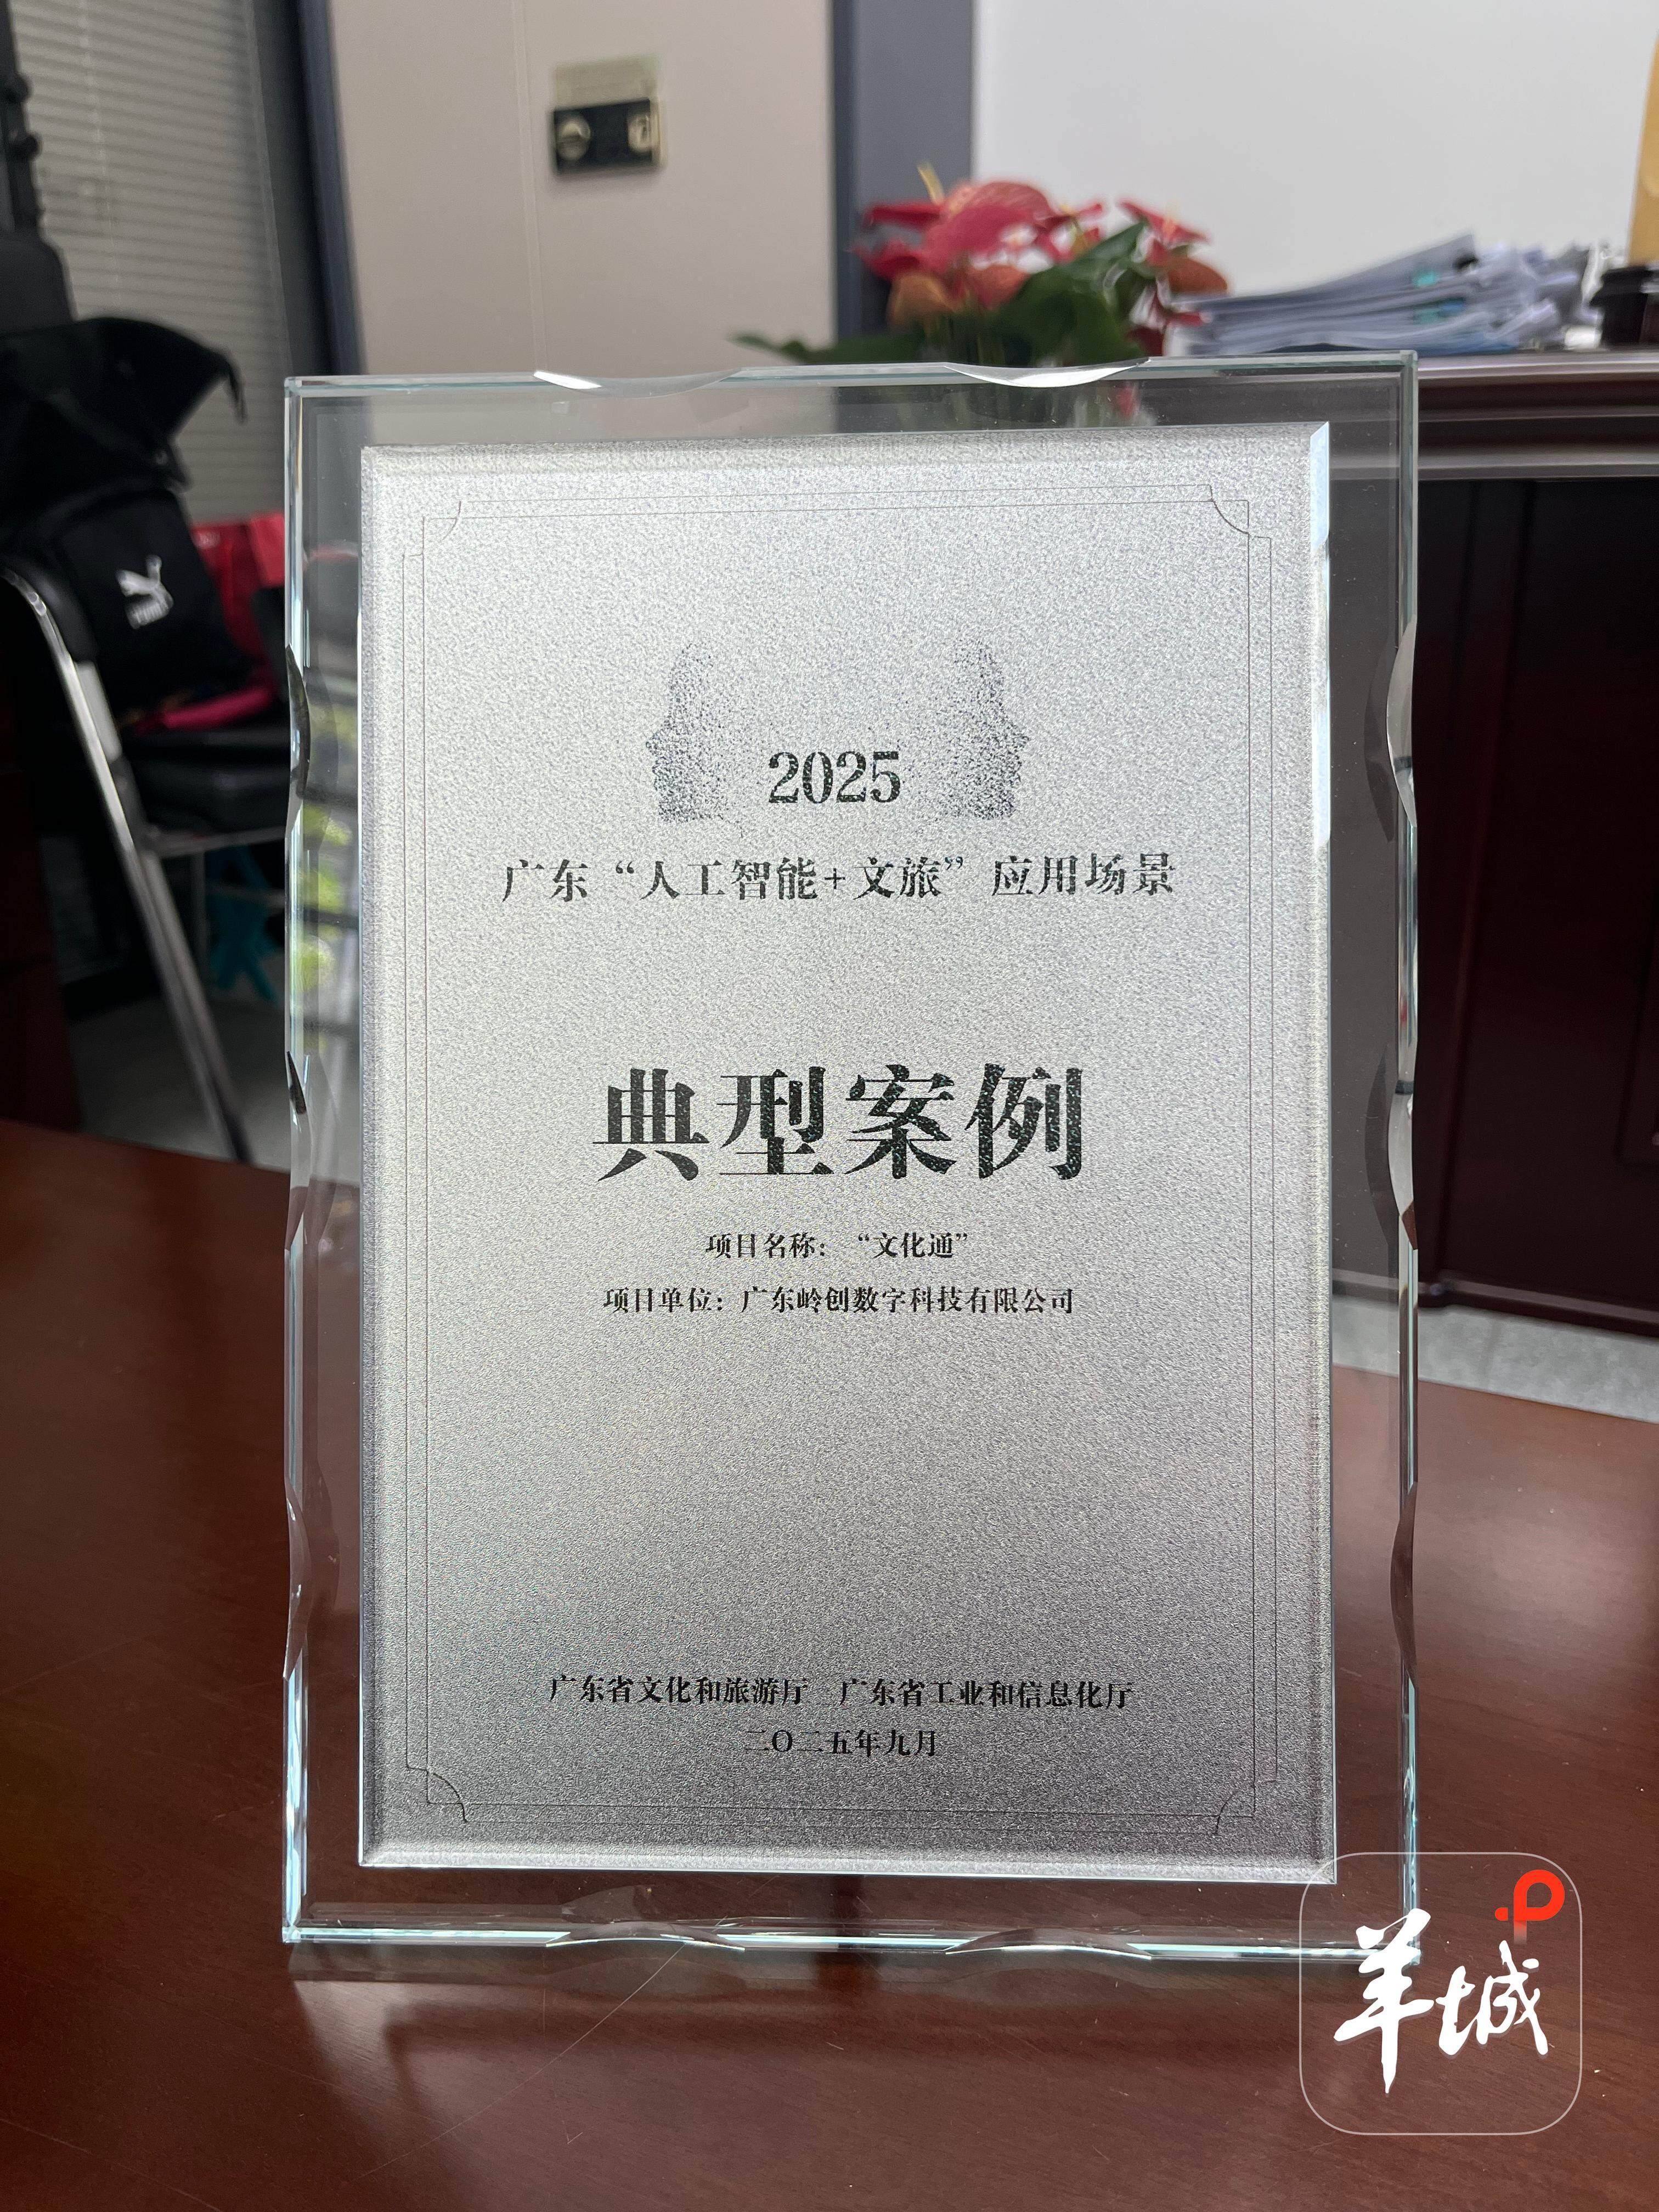 2025
广东“人工智能+文旅”应用场景
典型案例
项目名称：“文化通”
项目单位：广东岭创数字科技有限公司
广东省文化和旅游厅 广东省工业和信息化厅
二〇二五年九月
羊城